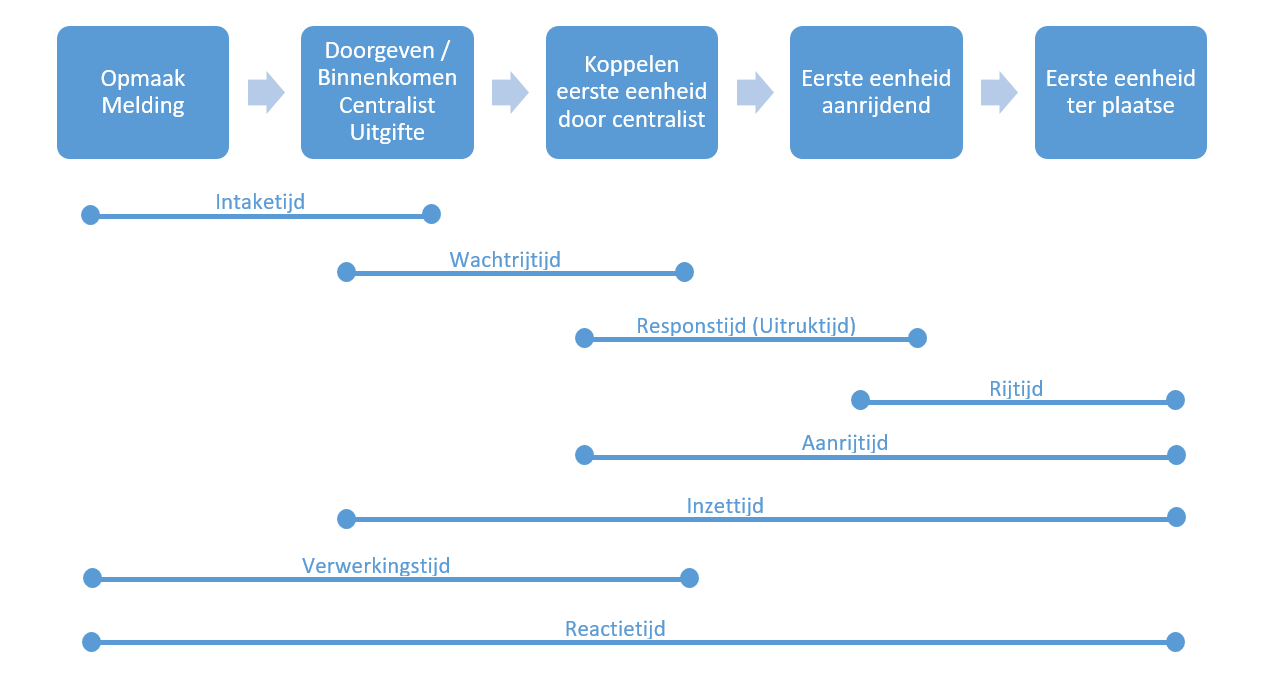 Opmaak
Melding
Doorgeven /
Binnenkomen
Centralist
Uitgifte
Koppelen
eerste eenheid
door centralist
Eerste eenheid
aanrijdend
Eerste eenheid
ter plaatse
Intaketijd
Wachtrijtijd
Responstijd (Uitruktijd)
Rijtijd
Aanrijtijd
Inzettijd
Verwerkingstijd
Reactietijd